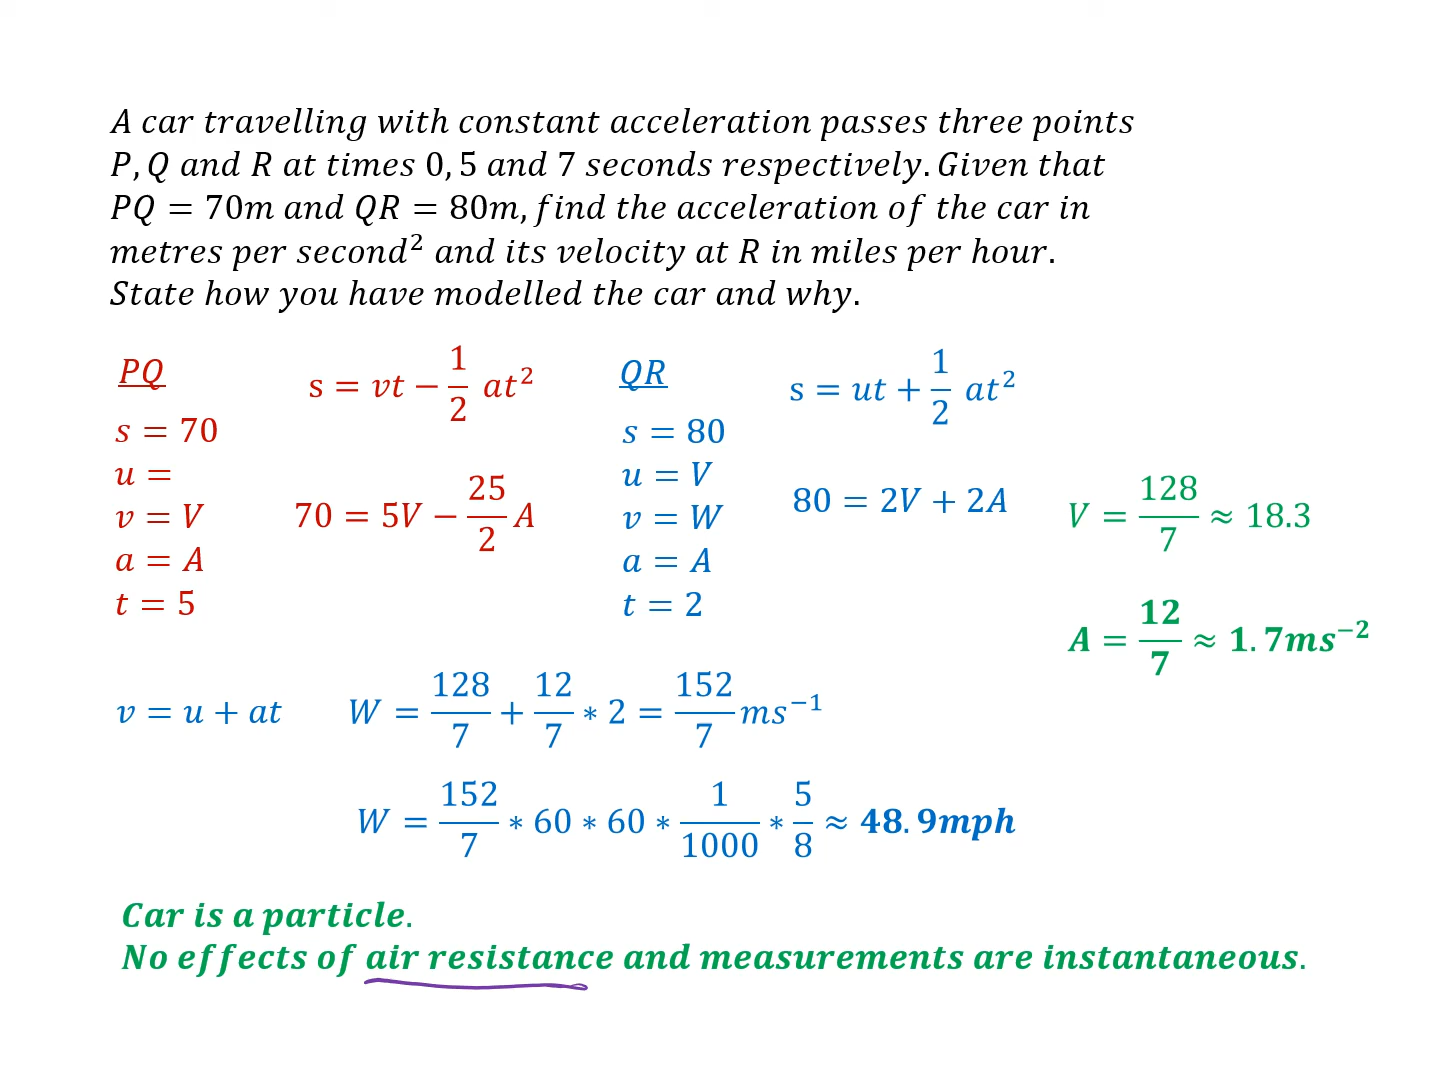 A car travelling with constant acceleration passes three points
P, Q and R at times 0, 5 and 7 seconds respectively. Given that
PQ = 70m and QR = 80m, find the acceleration of the car in
metres per second² and its velocity at R in miles per hour.
State how you have modelled the car and why.
PQ
s = 70
u =
v = V
a = A
t = 5
s = vt − 1/2 at²
70 = 5V − 25/2 A
QR
s = 80
u = V
v = W
a = A
t = 2
s = ut + 1/2 at²
80 = 2V + 2A
V = 128/7 ≈ 18.3
A = 12/7 ≈ 1.7ms⁻²
v = u + at
W = 128/7 + 12/7 * 2 = 152/7 ms⁻¹
W = 152/7 * 60 * 60 * 1/1000 * 5/8 ≈ 48.9mph
Car is a particle.
No effects of air resistance and measurements are instantaneous.